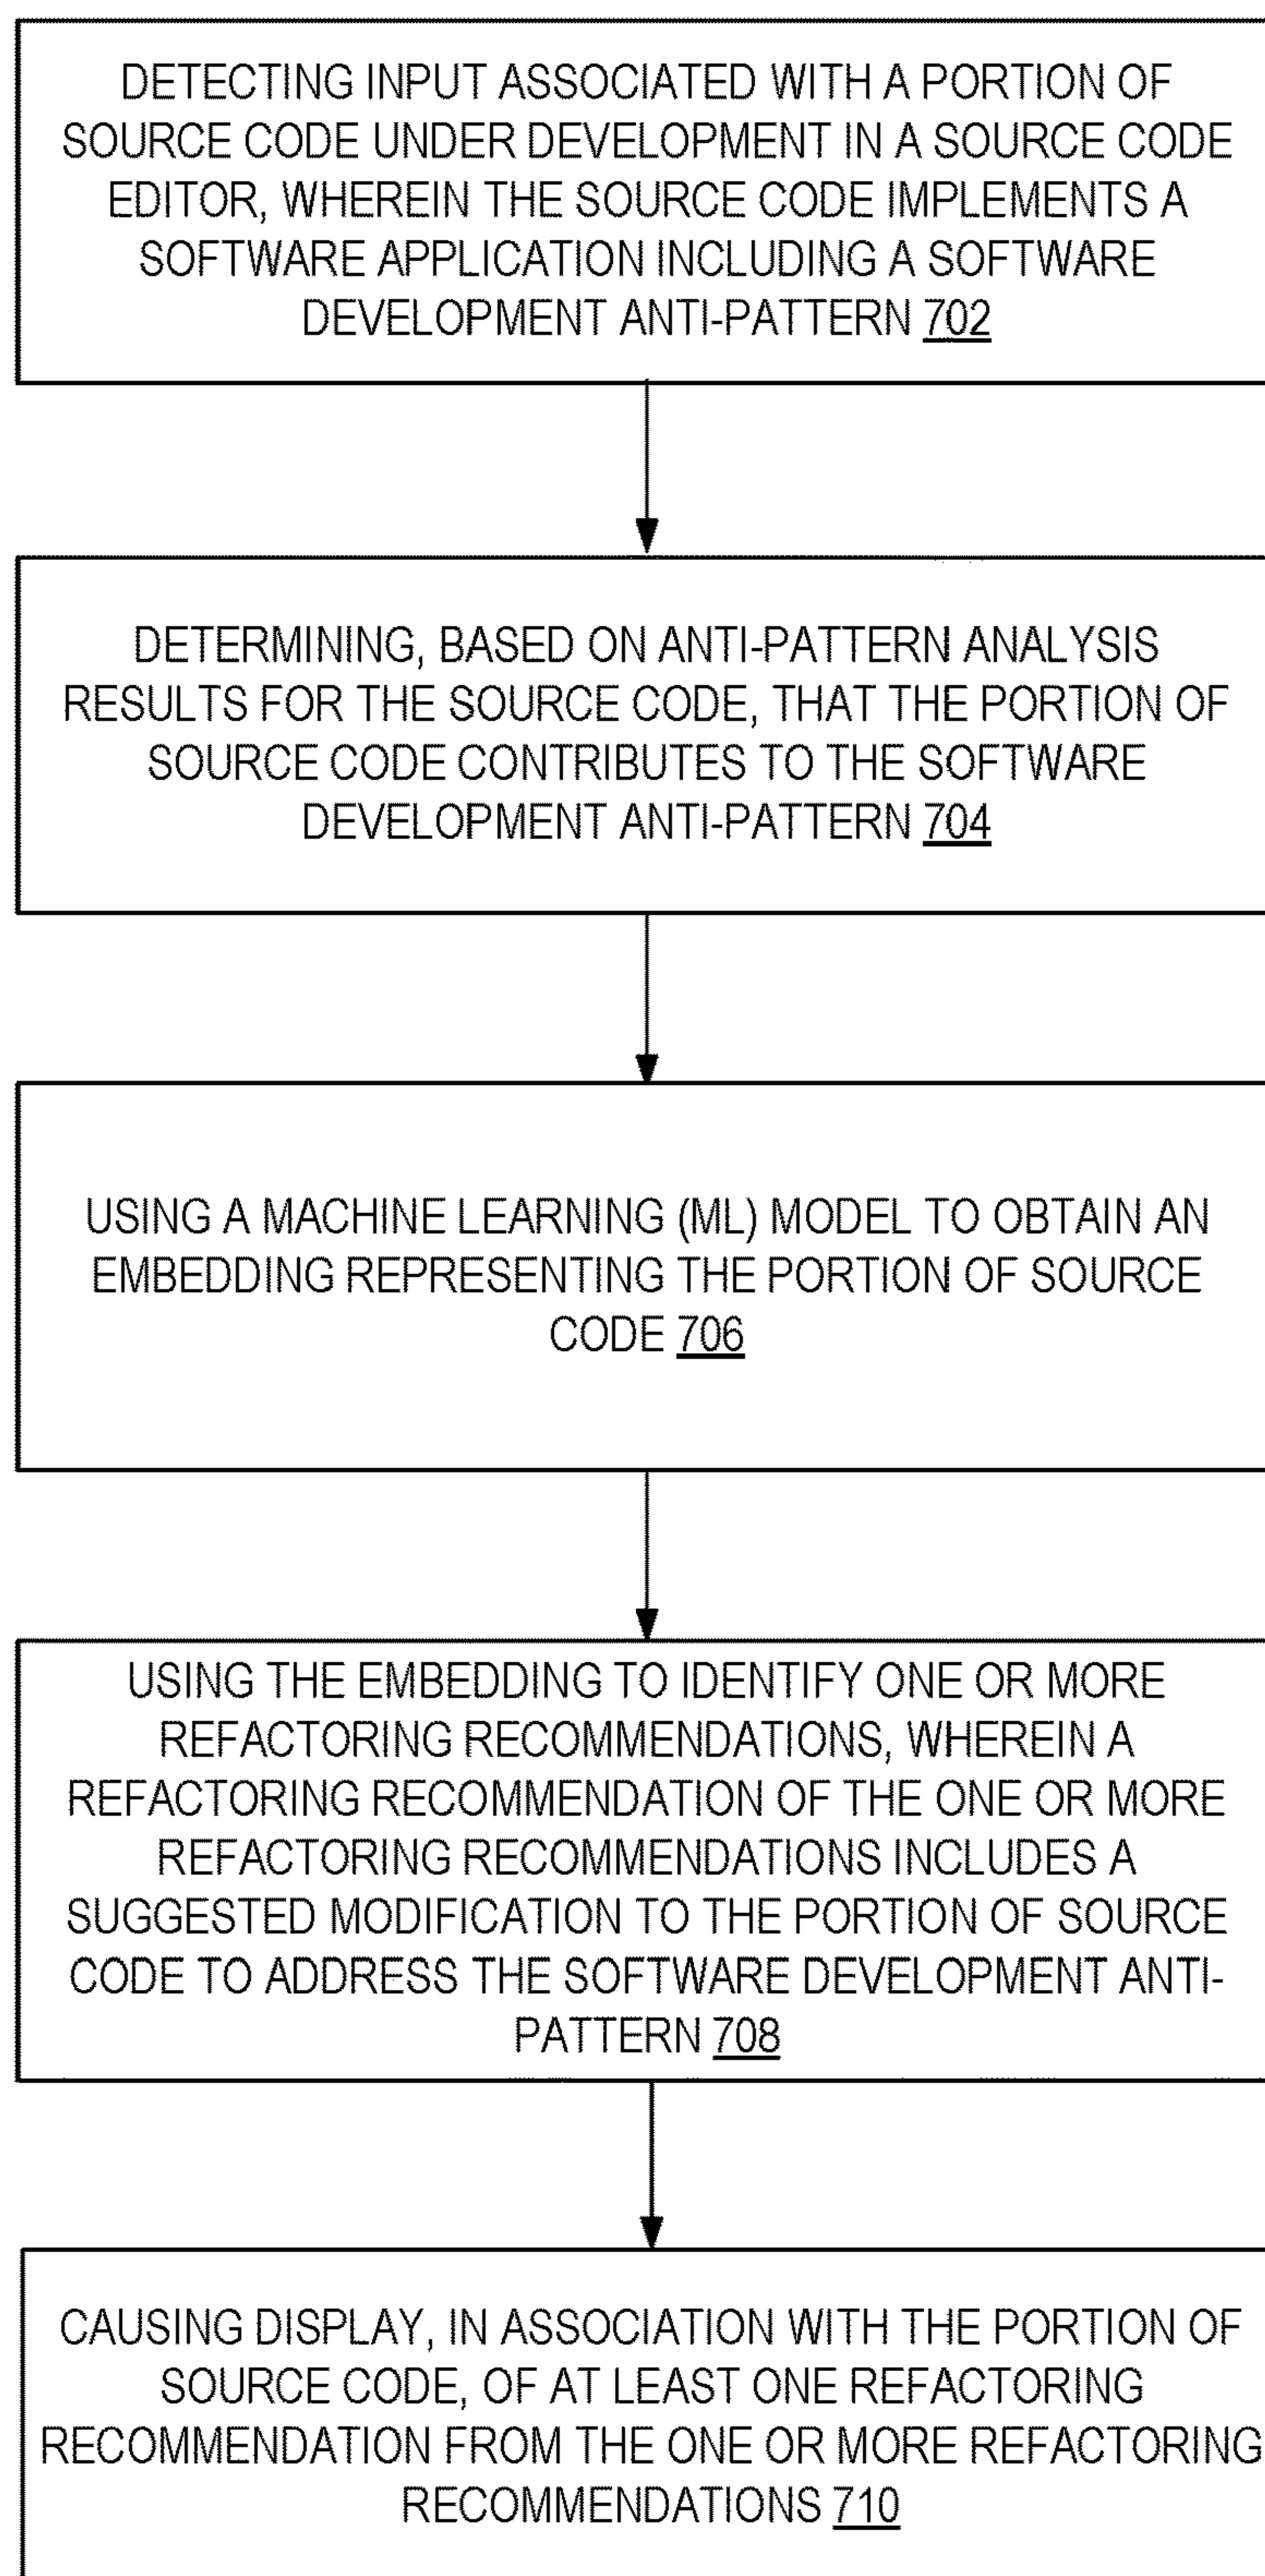 DETECTING INPUT ASSOCIATED WITH A PORTION OF
SOURCE CODE UNDER DEVELOPMENT IN A SOURCE CODE
EDITOR, WHEREIN THE SOURCE CODE IMPLEMENTS A
SOFTWARE APPLICATION INCLUDING A SOFTWARE
DEVELOPMENT ANTI-PATTERN 702
DETERMINING, BASED ON ANTI-PATTERN ANALYSIS
RESULTS FOR THE SOURCE CODE, THAT THE PORTION OF
SOURCE CODE CONTRIBUTES TO THE SOFTWARE
DEVELOPMENT ANTI-PATTERN 704
USING A MACHINE LEARNING (ML) MODEL TO OBTAIN AN
EMBEDDING REPRESENTING THE PORTION OF SOURCE
CODE 706
USING THE EMBEDDING TO IDENTIFY ONE OR MORE
REFACTORING RECOMMENDATIONS, WHEREIN A
REFACTORING RECOMMENDATION OF THE ONE OR MORE
REFACTORING RECOMMENDATIONS INCLUDES A
SUGGESTED MODIFICATION TO THE PORTION OF SOURCE
CODE TO ADDRESS THE SOFTWARE DEVELOPMENT ANTI-
PATTERN 708
CAUSING DISPLAY, IN ASSOCIATION WITH THE PORTION OF
SOURCE CODE, OF AT LEAST ONE REFACTORING
RECOMMENDATION FROM THE ONE OR MORE REFACTORING
RECOMMENDATIONS 710